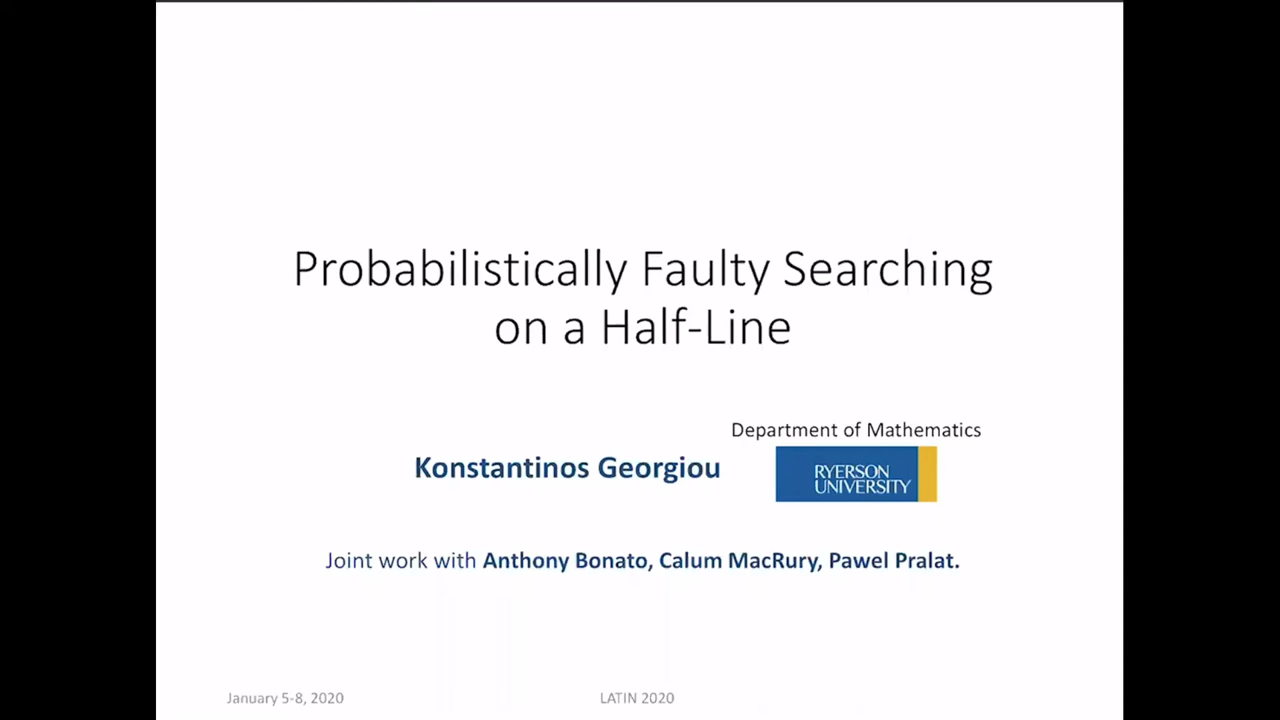 Probabilistically Faulty Searching
on a Half-Line
Department of Mathematics
Konstantinos Georgiou
RYERSON
UNIVERSITY
Joint work with Anthony Bonato, Calum MacRury, Pawel Pralat.
January 5-8, 2020
LATIN 2020